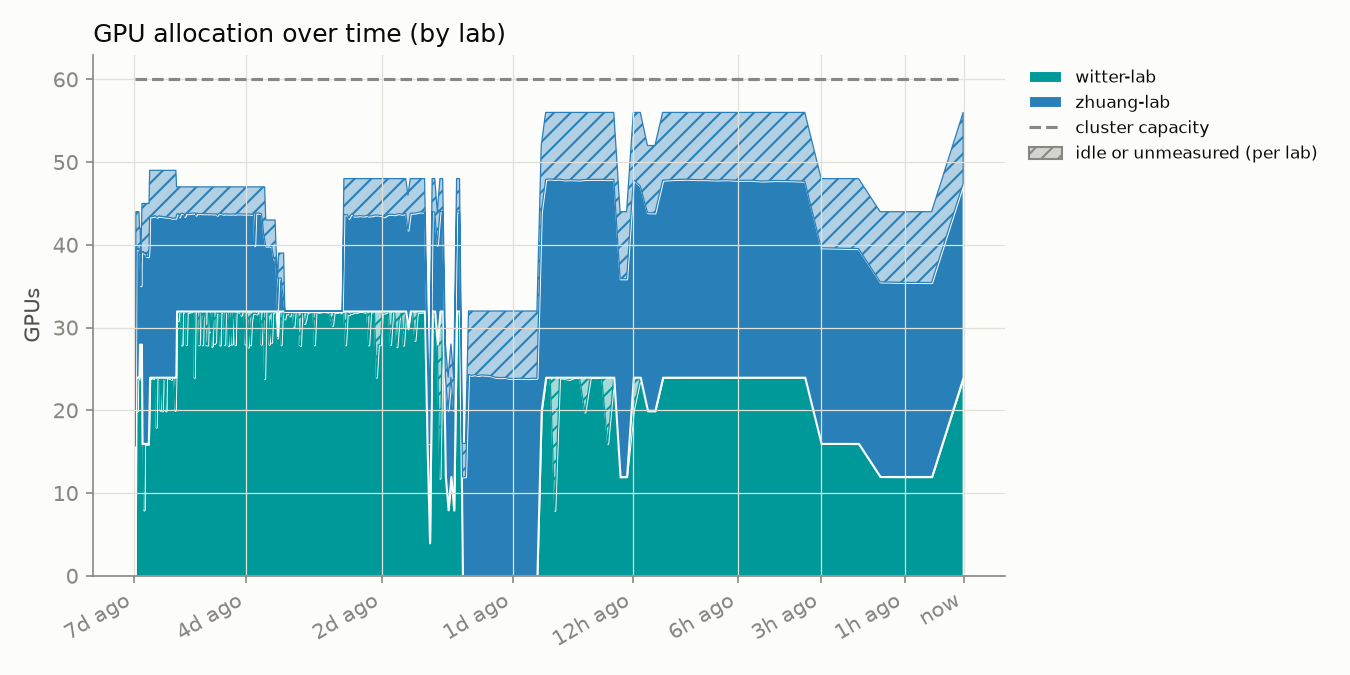 GPU allocation over time (by lab)
witter-lab
zhuang-lab
cluster capacity
idle or unmeasured (per lab)
GPUs
60
50
40
30
20
10
0
7d ago
4d ago
2d ago
1d ago
12h ago
6h ago
3h ago
1h ago
now